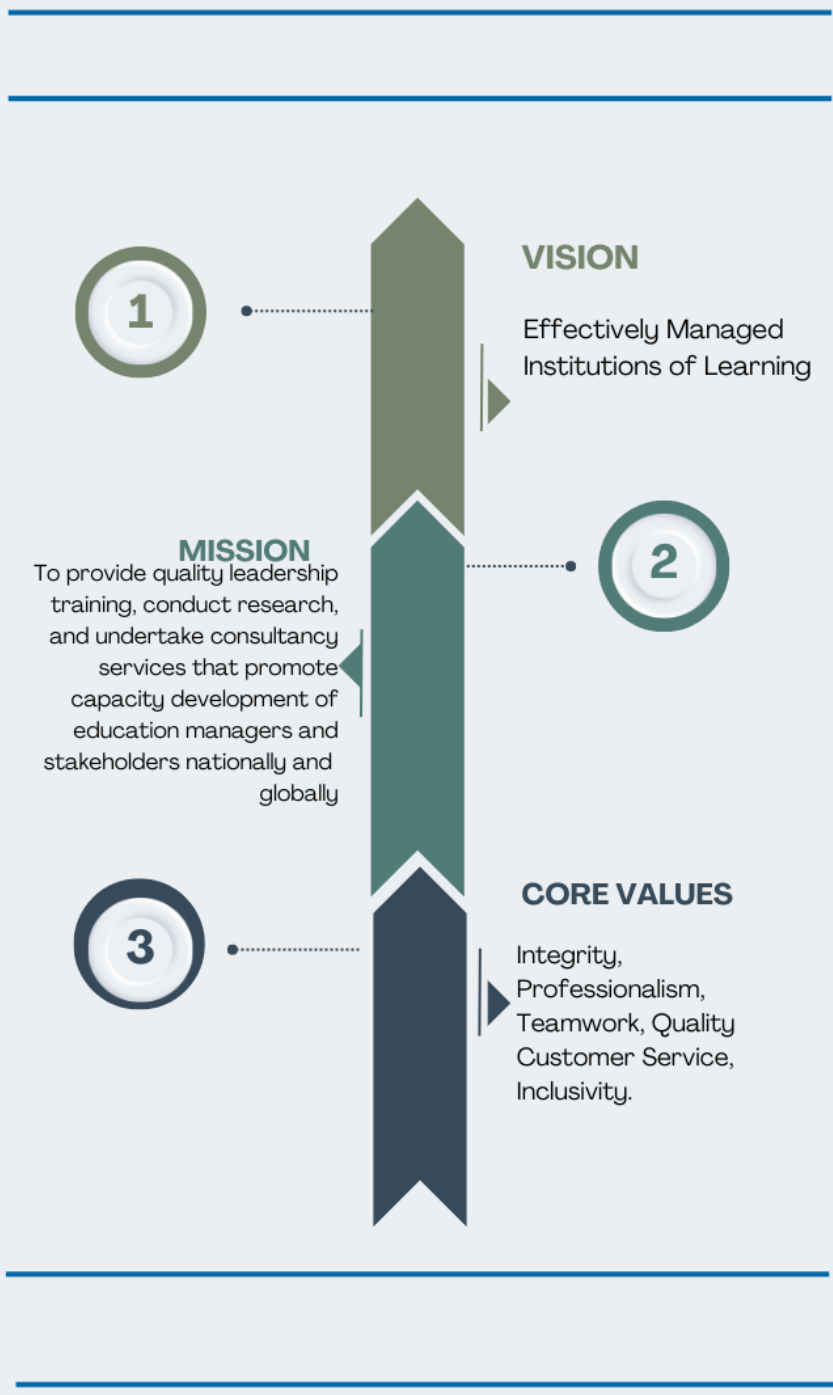 1
VISION
Effectively Managed
Institutions of Learning
2
MISSION
To provide quality leadership
training, conduct research,
and undertake consultancy
services that promote
capacity development of
education managers and
stakeholders nationally and
globally
3
CORE VALUES
Integrity,
Professionalism,
Teamwork, Quality
Customer Service,
Inclusivity.